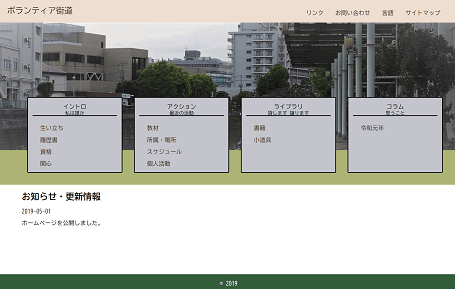 ボランティア街道
リンク お問い合わせ 言語 サイトマップ
イントロ
私は誰か
生い立ち
履歴書
資格
関心
アクション
最近の活動
教材
所属・場所
スケジュール
個人活動
ライブラリ
貸します 譲ります
書籍
小道具
コラム
思うこと
令和元年
お知らせ・更新情報
2019-05-01
ホームページを公開しました。
© 2019